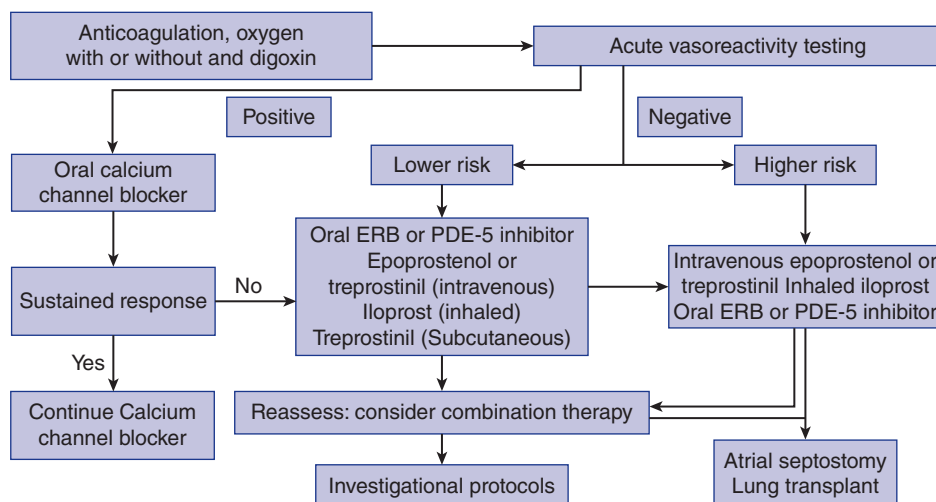 Anticoagulation, oxygen
with or without and digoxin
Acute vasoreactivity testing
Positive
Negative
Oral calcium
channel blocker
Lower risk
Higher risk
Sustained response
No
Oral ERB or PDE-5 inhibitor
Epoprostenol or
treprostinil (intravenous)
Iloprost (inhaled)
Treprostinil (Subcutaneous)
Intravenous epoprostenol or
treprostinil Inhaled iloprost
Oral ERB or PDE-5 inhibitor
Yes
Continue Calcium
channel blocker
Reassess: consider combination therapy
Investigational protocols
Atrial septostomy
Lung transplant